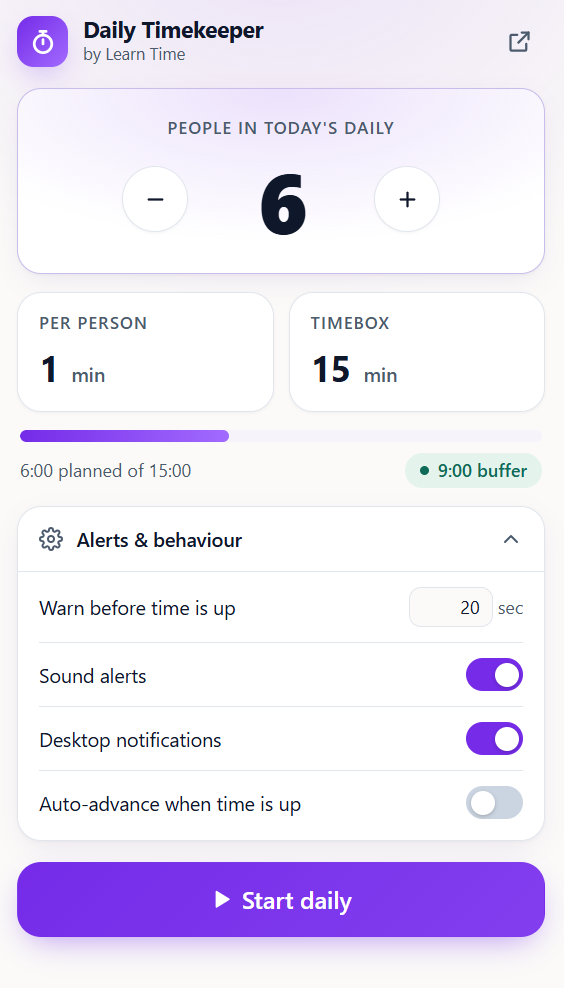 Daily Timekeeper
by Learn Time
PEOPLE IN TODAY'S DAILY
− 6 +
PER PERSON
1 min
TIMEBOX
15 min
6:00 planned of 15:00
9:00 buffer
Alerts & behaviour
Warn before time is up 20 sec
Sound alerts
Desktop notifications
Auto-advance when time is up
Start daily